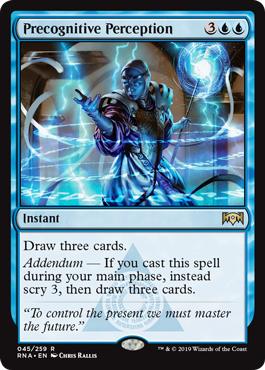 Precognitive Perception 3
Instant
Draw three cards.
Addendum — If you cast this spell
during your main phase, instead
scry 3, then draw three cards.
“To control the present we must master
the future.”
045/259 R
RNA • EN Chris Rallis
™ & © 2019 Wizards of the Coast